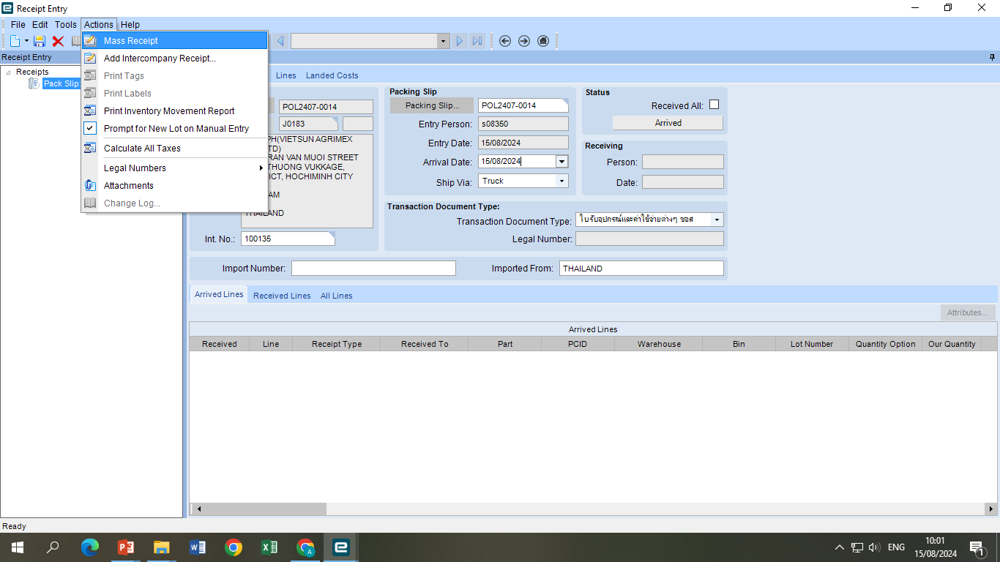 Receipt Entry
File Edit Tools Actions Help
Receipt Entry
Receipts
Pack Slip:
Mass Receipt
Add Intercompany Receipt...
Print Tags
Print Labels
Print Inventory Movement Report
Prompt for New Lot on Manual Entry
Calculate All Taxes
Legal Numbers
Attachments
Change Log...
Lines Landed Costs
POL2407-0014
J0183
PH(VIETSUN AGRIMEX
TD)
RAN VAN MUOI STREET
THUONG VUKKAGE,
ICT, HOCHIMINH CITY
AM
THAILAND
Int. No.: 100135
Packing Slip
Packing Slip... POL2407-0014
Entry Person: s08350
Entry Date: 15/08/2024
Arrival Date: 15/08/2024
Ship Via: Truck
Status
Received All:
Arrived
Receiving
Person:
Date:
Transaction Document Type:
Transaction Document Type: ใบรับอุปกรณ์และค่าใช้จ่ายต่างๆ ชอส
Legal Number:
Import Number:
Imported From: THAILAND
Arrived Lines Received Lines All Lines
Attributes...
Arrived Lines
Received Line Receipt Type Received To Part PCID Warehouse Bin Lot Number Quantity Option Our Quantity
Ready
ENG
10:01
15/08/2024
1